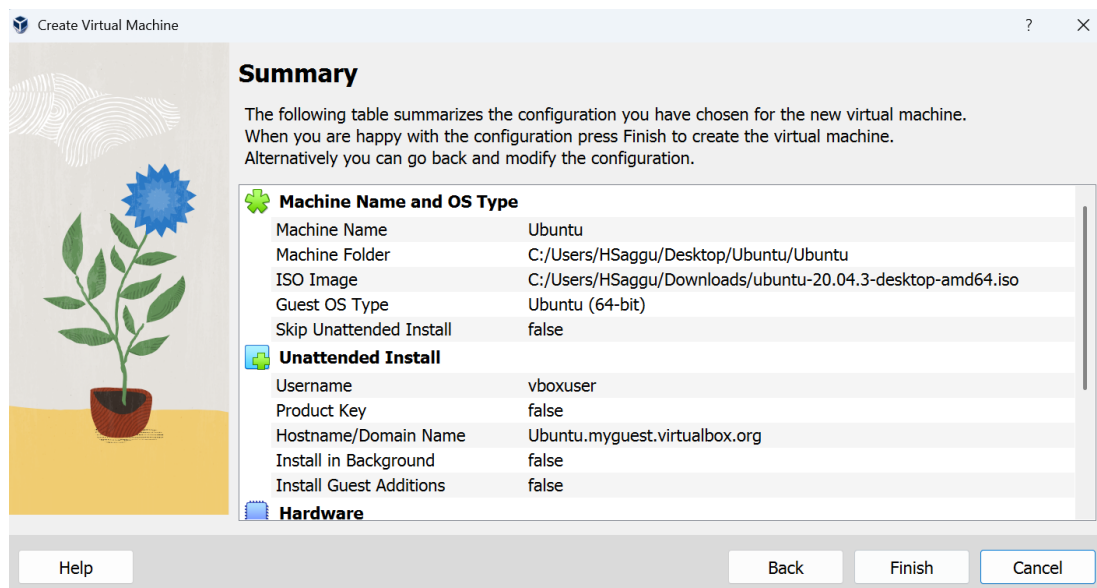 Create Virtual Machine ?
Summary
The following table summarizes the configuration you have chosen for the new virtual machine.
When you are happy with the configuration press Finish to create the virtual machine.
Alternatively you can go back and modify the configuration.
Machine Name and OS Type
Machine Name Ubuntu
Machine Folder C:/Users/HSaggu/Desktop/Ubuntu/Ubuntu
ISO Image C:/Users/HSaggu/Downloads/ubuntu-20.04.3-desktop-amd64.iso
Guest OS Type Ubuntu (64-bit)
Skip Unattended Install false
Unattended Install
Username vboxuser
Product Key false
Hostname/Domain Name Ubuntu.myguest.virtualbox.org
Install in Background false
Install Guest Additions false
Hardware
Help Back Finish Cancel